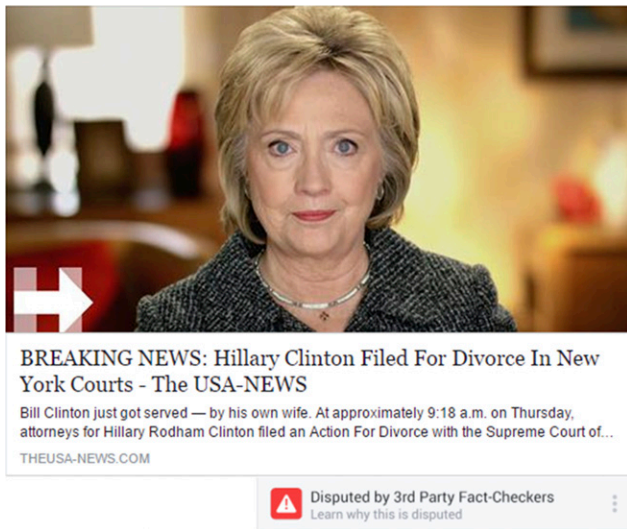 BREAKING NEWS: Hillary Clinton Filed For Divorce In New
York Courts - The USA-NEWS
Bill Clinton just got served — by his own wife. At approximately 9:18 a.m. on Thursday,
attorneys for Hillary Rodham Clinton filed an Action For Divorce with the Supreme Court of...
THEUSA-NEWS.COM
Disputed by 3rd Party Fact-Checkers
Learn why this is disputed